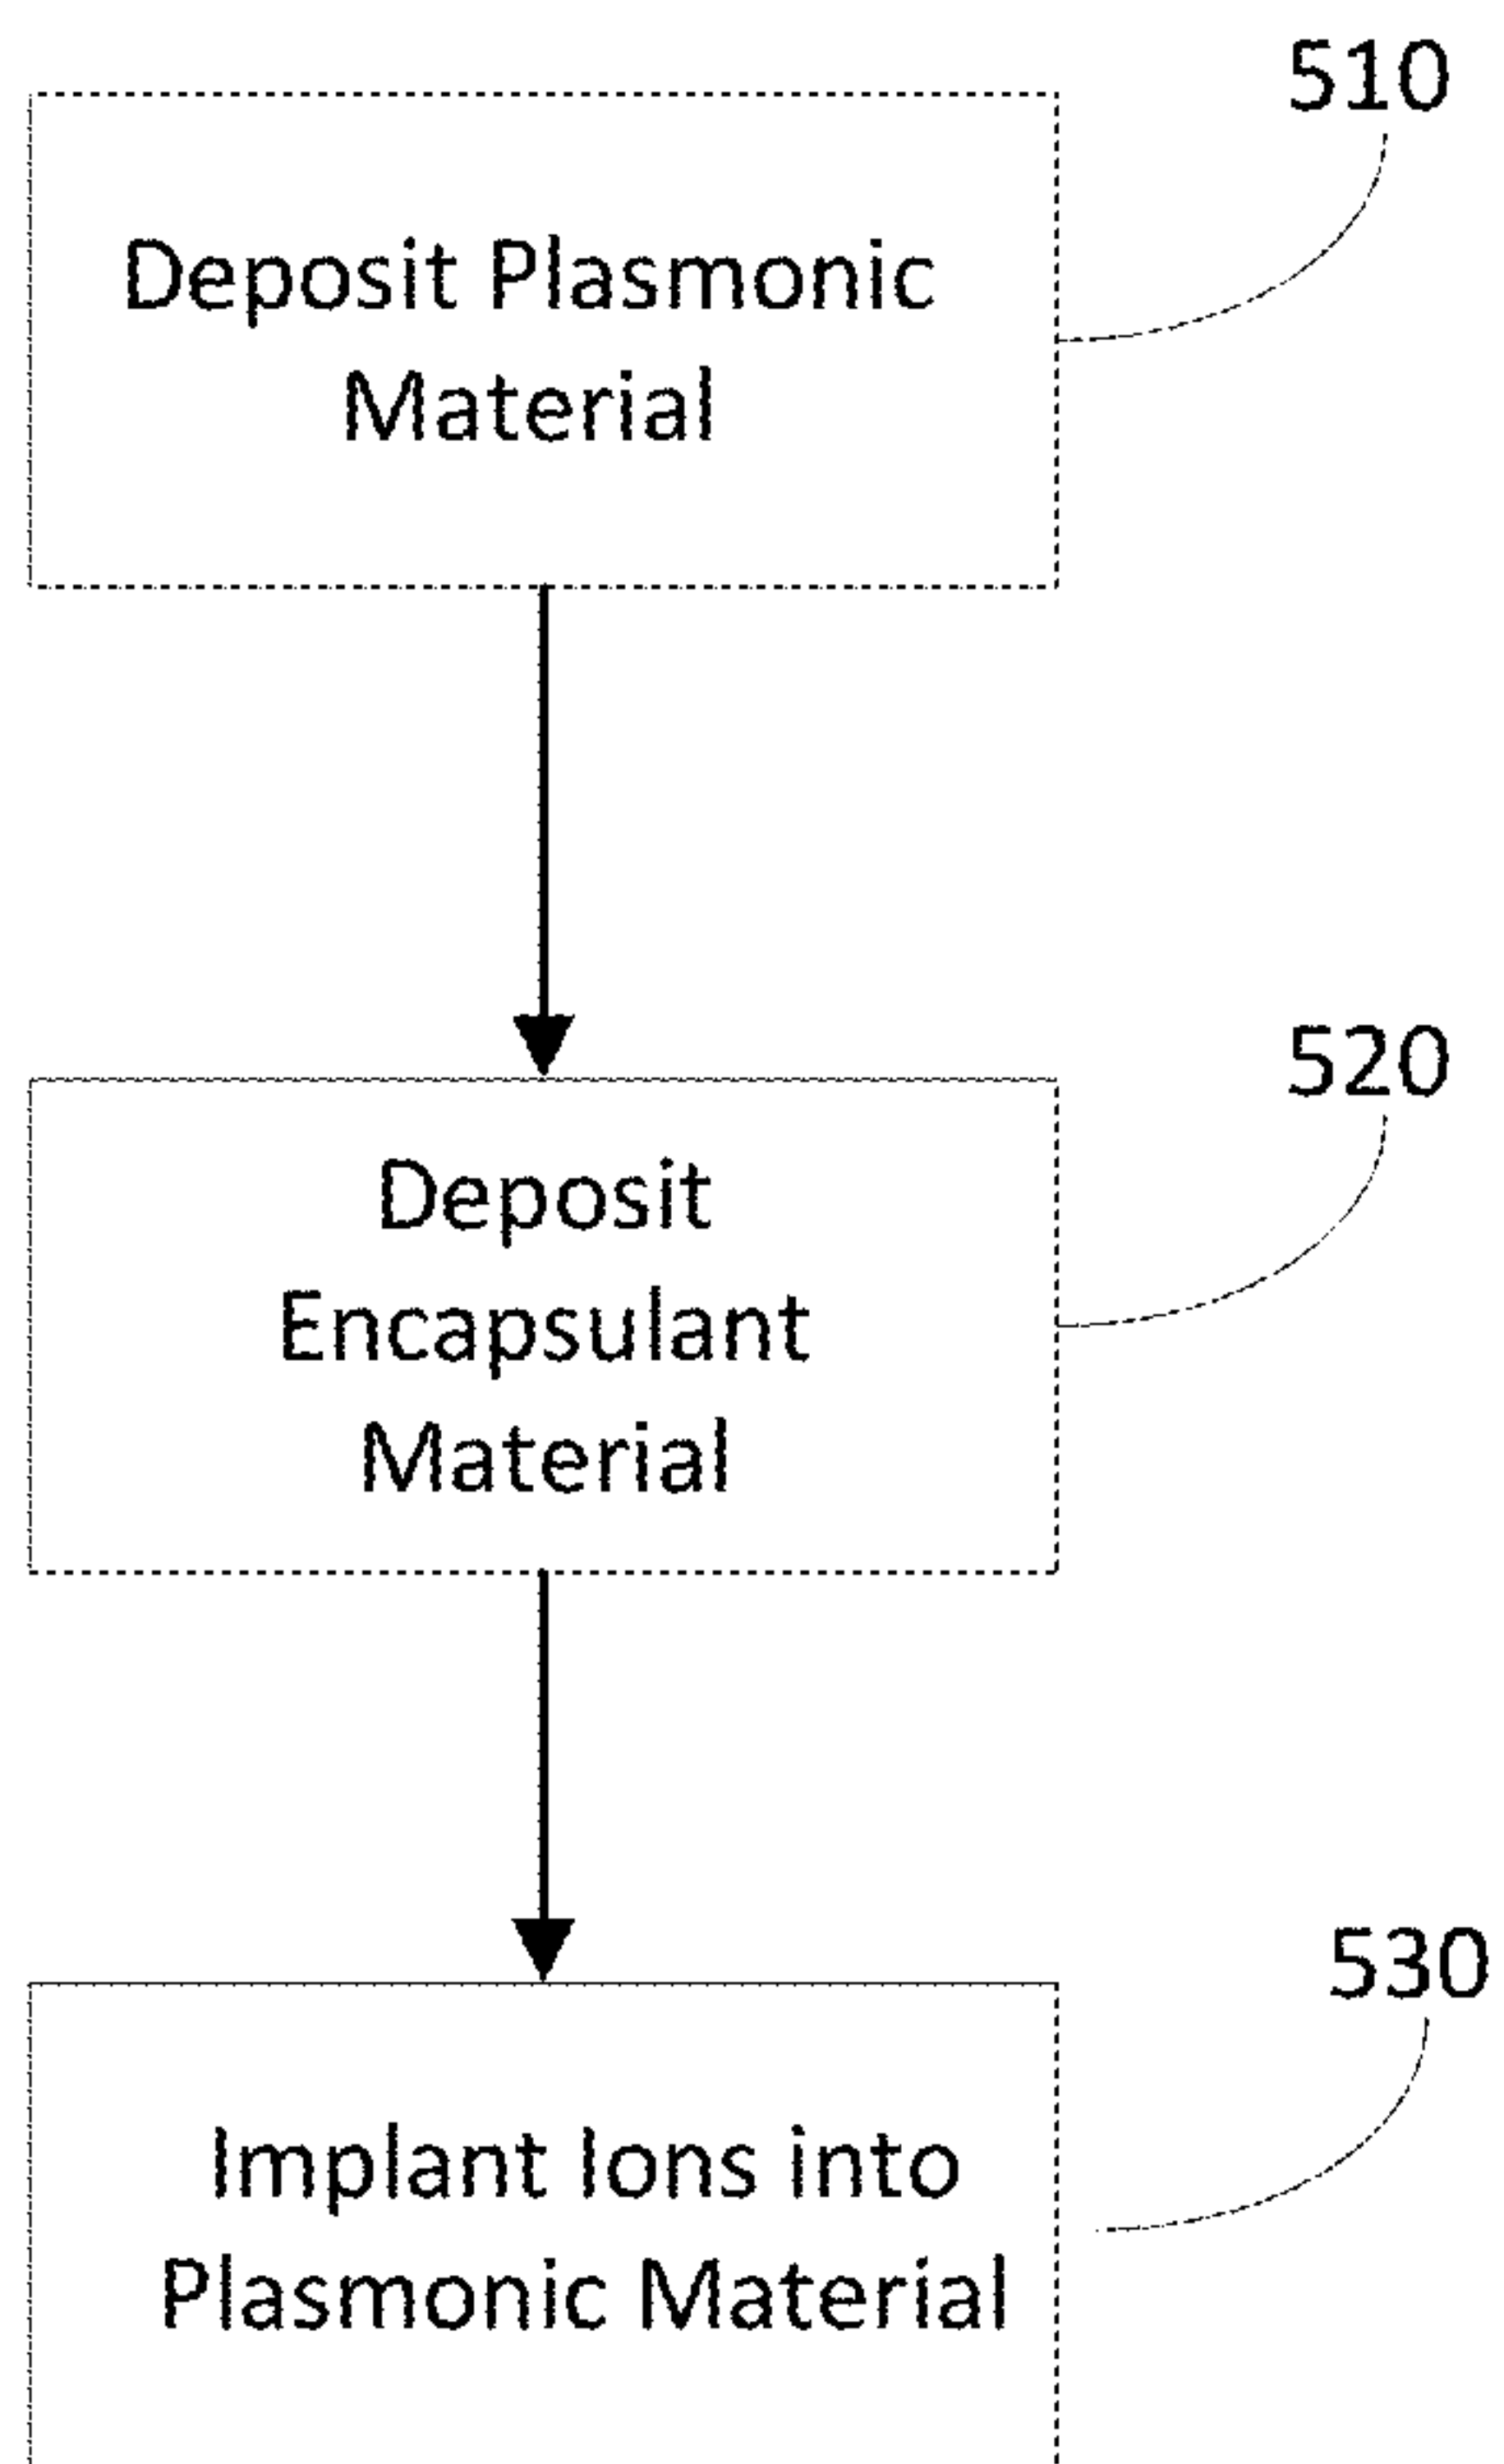 510
Deposit Plasmonic
Material
520
Deposit
Encapsulant
Material
530
Implant Ions into
Plasmonic Material